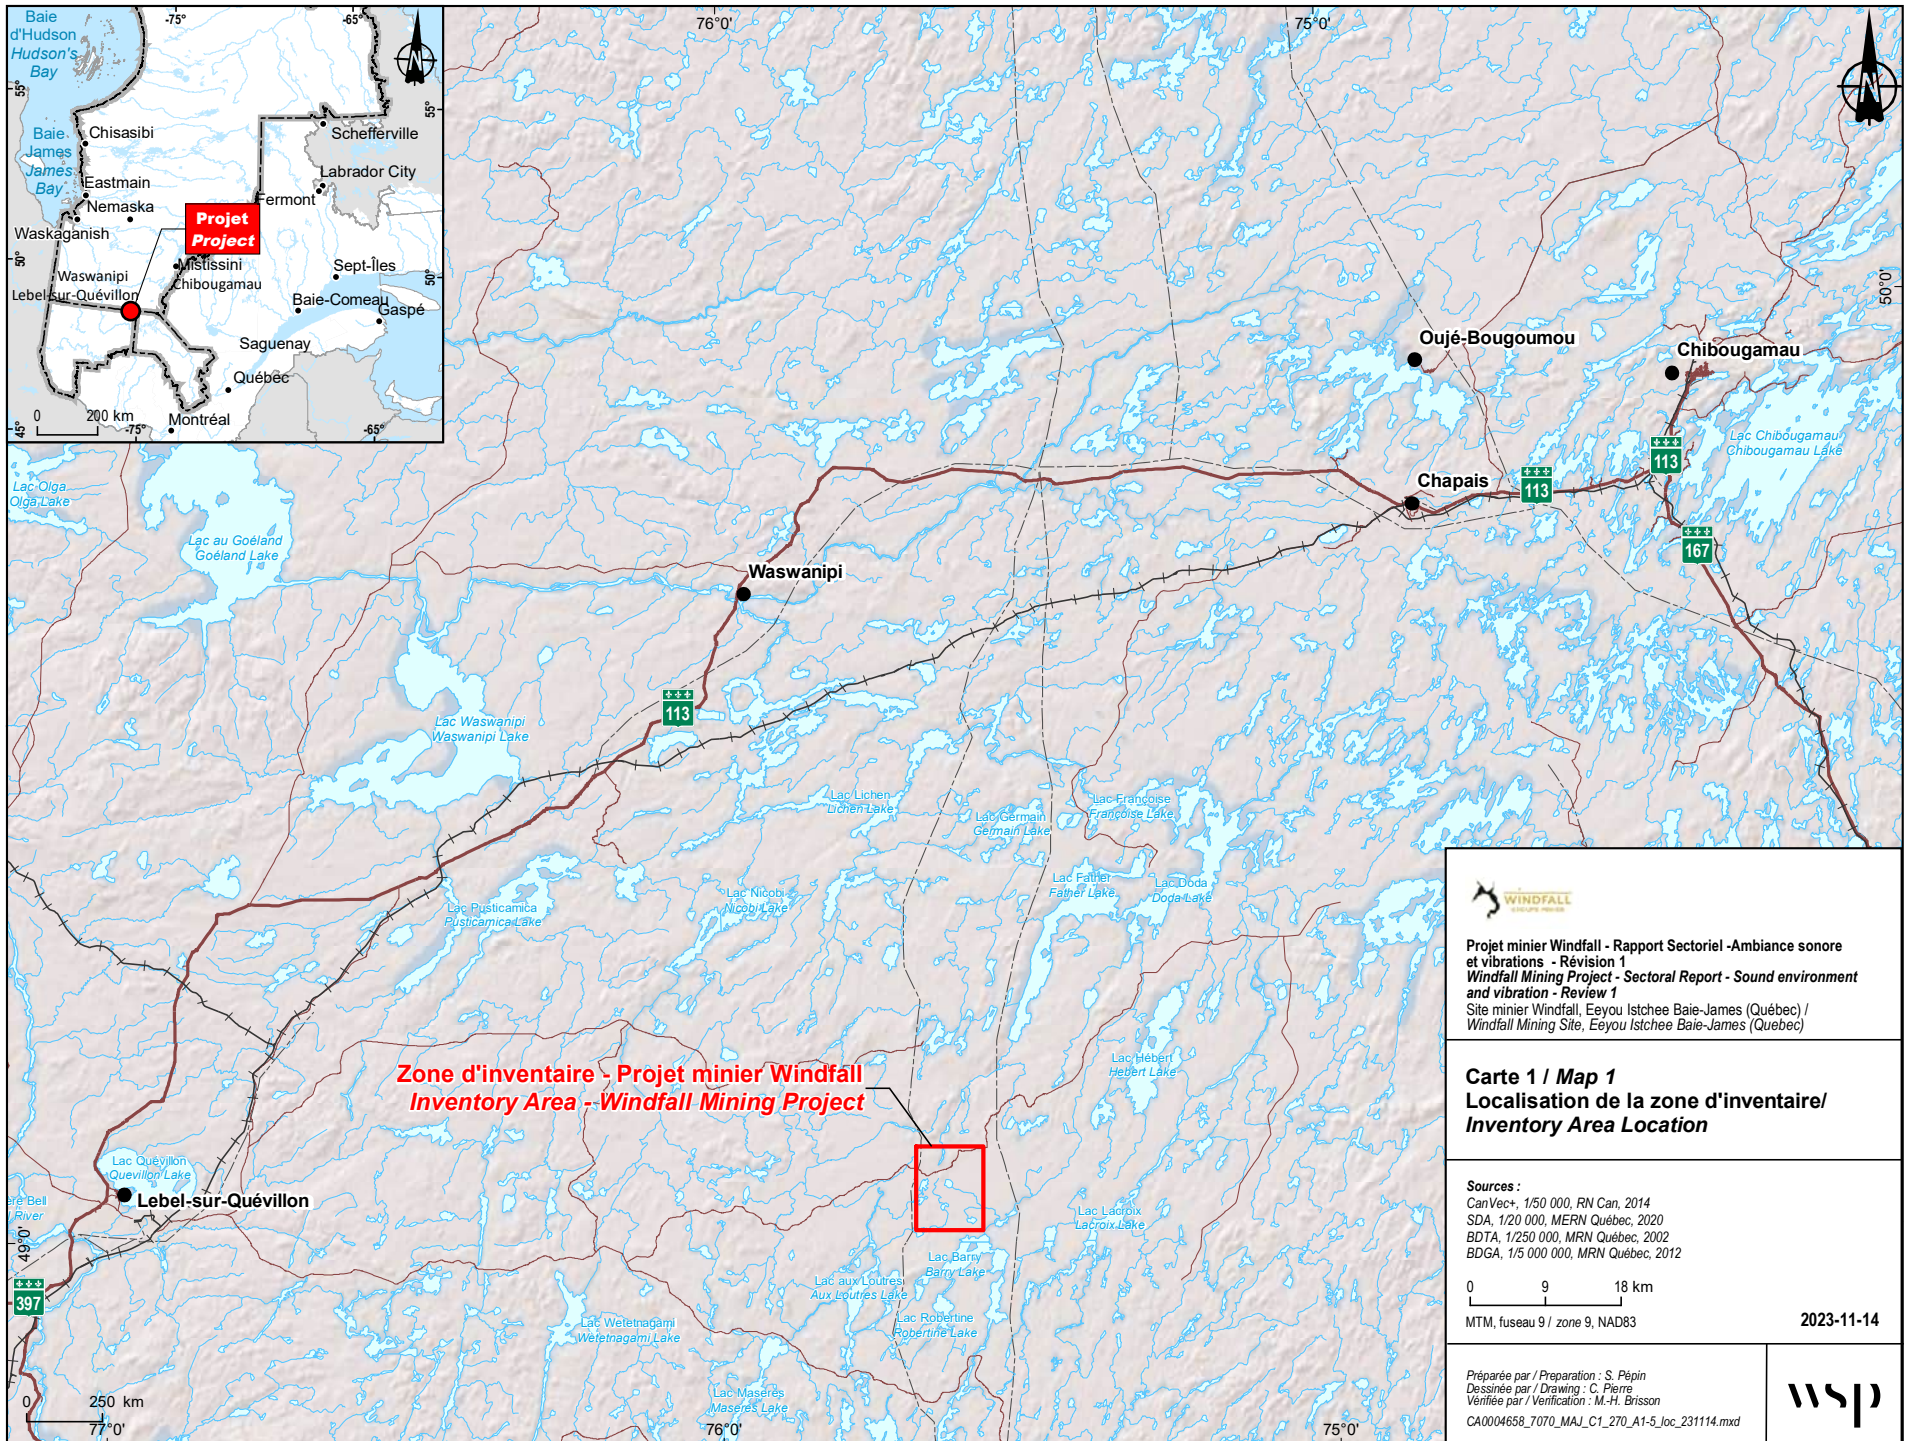 -75°
-65°
Baie
d'Hudson
Hudson's
Bay
N
55°
55°
Baie
James
James
Bay
Chisasibi
Schefferville
Eastmain
Labrador City
Nemaska
Fermont
Waskaganish
Projet
Project
50°
50°
Mistissini
Sept-Îles
Waswanipi
Chibougamau
Lebel-sur-Quévillon
Baie-Comeau
Gaspé
Saguenay
Québec
0 200 km
Montréal
45°
-75°
-65°
76°0'
75°0'
N
50°0'
Oujé-Bougoumou
Chibougamau
Lac Chibougamau
Chibougamau Lake
113
Chapais
113
167
Lac Olga
Olga Lake
Lac au Goéland
Goéland Lake
Waswanipi
113
Lac Waswanipi
Waswanipi Lake
Lac Lichen
Lichen Lake
Lac Germain
Germain Lake
Lac Françoise
Françoise Lake
Lac Father
Father Lake
Lac Doda
Doda Lake
Lac Nicobi
Nicobi Lake
Lac Pusticamica
Pusticamica Lake
Lac Hébert
Hebert Lake
Zone d'inventaire - Projet minier Windfall
Inventory Area - Windfall Mining Project
Lac Quévillon
Quevillon Lake
Lebel-sur-Quévillon
Bell
River
49°0'
397
Lac Lacroix
Lacroix Lake
Lac Barry
Barry Lake
Lac aux Loutres
Aux Loutres Lake
Lac Robertine
Robertine Lake
Lac Wetetnagami
Wetetnagami Lake
Lac Maseres
Maseres Lake
0 250 km
77°0'
76°0'
75°0'
WINDFALL
GROUPE MINIER
Projet minier Windfall - Rapport Sectoriel -Ambiance sonore
et vibrations - Révision 1
Windfall Mining Project - Sectoral Report - Sound environment
and vibration - Review 1
Site minier Windfall, Eeyou Istchee Baie-James (Québec) /
Windfall Mining Site, Eeyou Istchee Baie-James (Quebec)
Carte 1 / Map 1
Localisation de la zone d'inventaire/
Inventory Area Location
Sources :
CanVec+, 1/50 000, RN Can, 2014
SDA, 1/20 000, MERN Québec, 2020
BDTA, 1/250 000, MRN Québec, 2002
BDGA, 1/5 000 000, MRN Québec, 2012
0 9 18 km
MTM, fuseau 9 / zone 9, NAD83
2023-11-14
Préparée par / Preparation : S. Pépin
Dessinée par / Drawing : C. Pierre
Vérifiée par / Verification : M.-H. Brisson
CA0004658_7070_MAJ_C1_270_A1-5_loc_231114.mxd
wsp